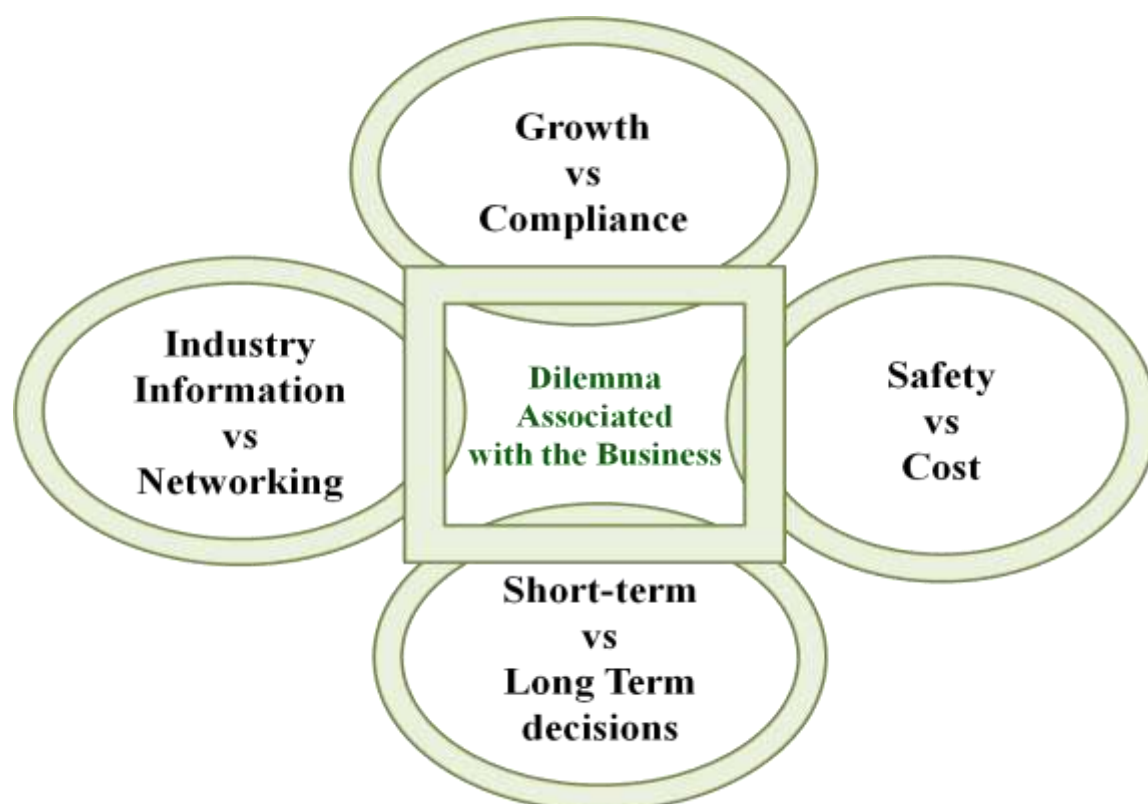 Growth
vs
Compliance
Industry
Information
vs
Networking
Dilemma
Associated
with the Business
Safety
vs
Cost
Short-term
vs
Long Term
decisions